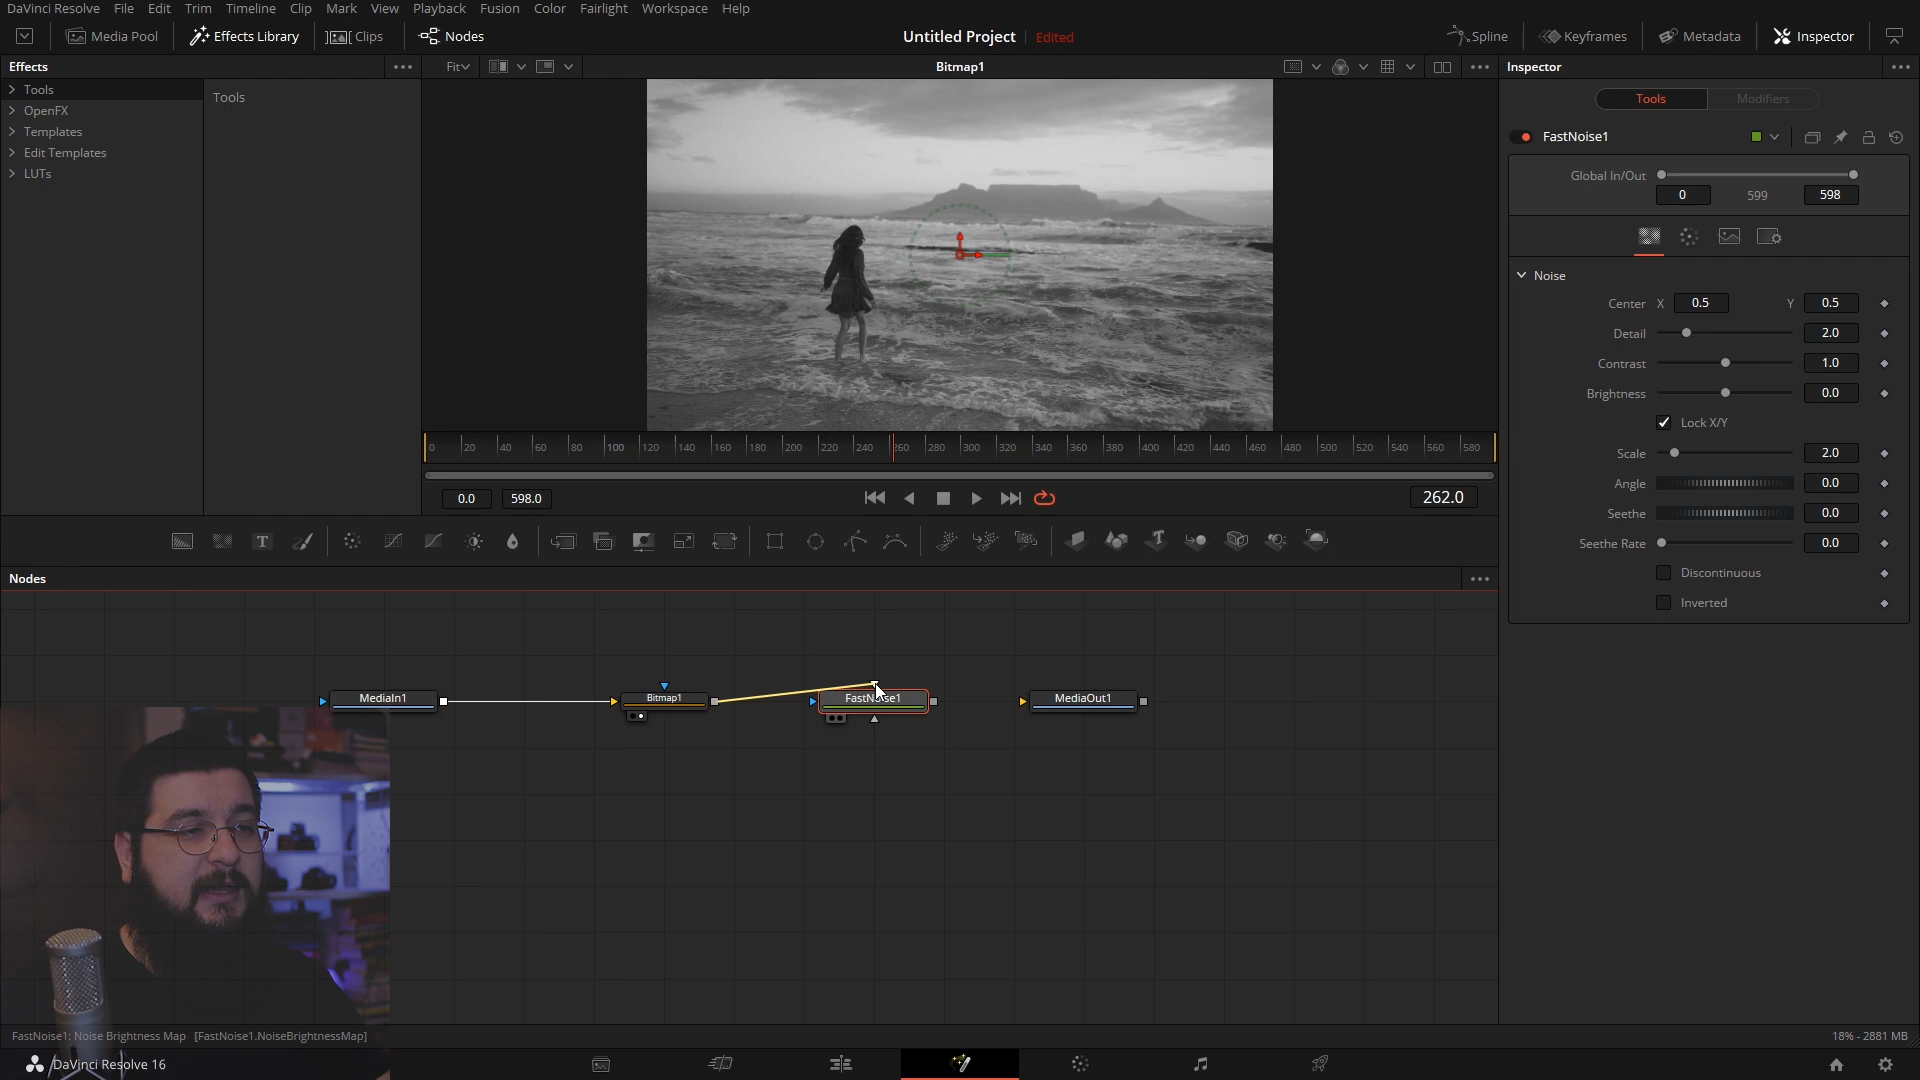 DaVinci Resolve File Edit Trim Timeline Clip Mark View Playback Fusion Color Fairlight Workspace Help
Media Pool Effects Library Clips Nodes Untitled Project Edited Spline Keyframes Metadata Inspector
Effects Fit Bitmap1 Inspector
Tools
OpenFX
Templates
Edit Templates
LUTs
Tools
0 20 40 60 80 100 120 140 160 180 200 220 240 260 280 300 320 340 360 380 400 420 440 460 480 500 520 540 560 580
0.0 598.0 262.0
Tools Modifiers
FastNoise1
Global In/Out
0 599 598
Noise
Center X 0.5 Y 0.5
Detail 2.0
Contrast 1.0
Brightness 0.0
Lock X/Y
Scale 2.0
Angle 0.0
Seethe 0.0
Seethe Rate 0.0
Discontinuous
Inverted
Nodes
MediaIn1 Bitmap1 FastNoise1 MediaOut1
FastNoise1: Noise Brightness Map [FastNoise1.NoiseBrightnessMap] 18% - 2881 MB
DaVinci Resolve 16